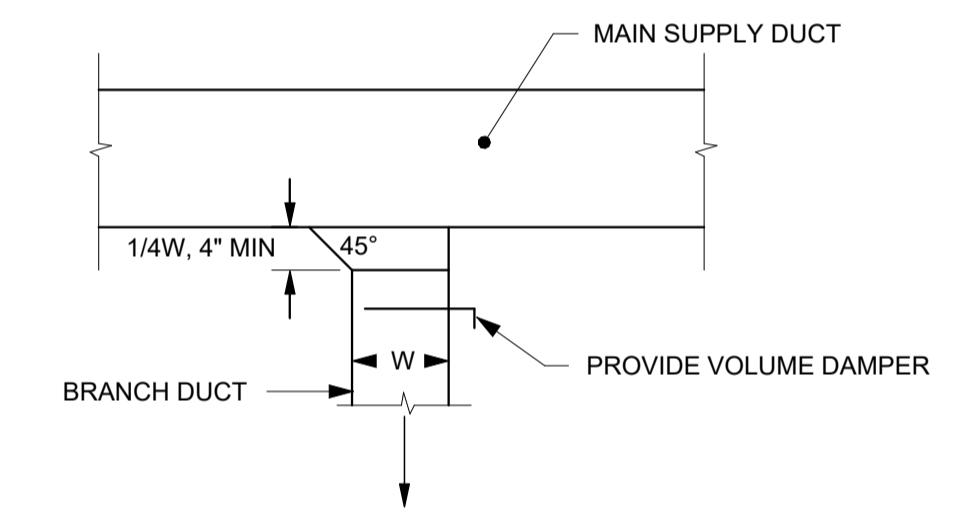 MAIN SUPPLY DUCT
1/4W, 4" MIN
45°
W
PROVIDE VOLUME DAMPER
BRANCH DUCT